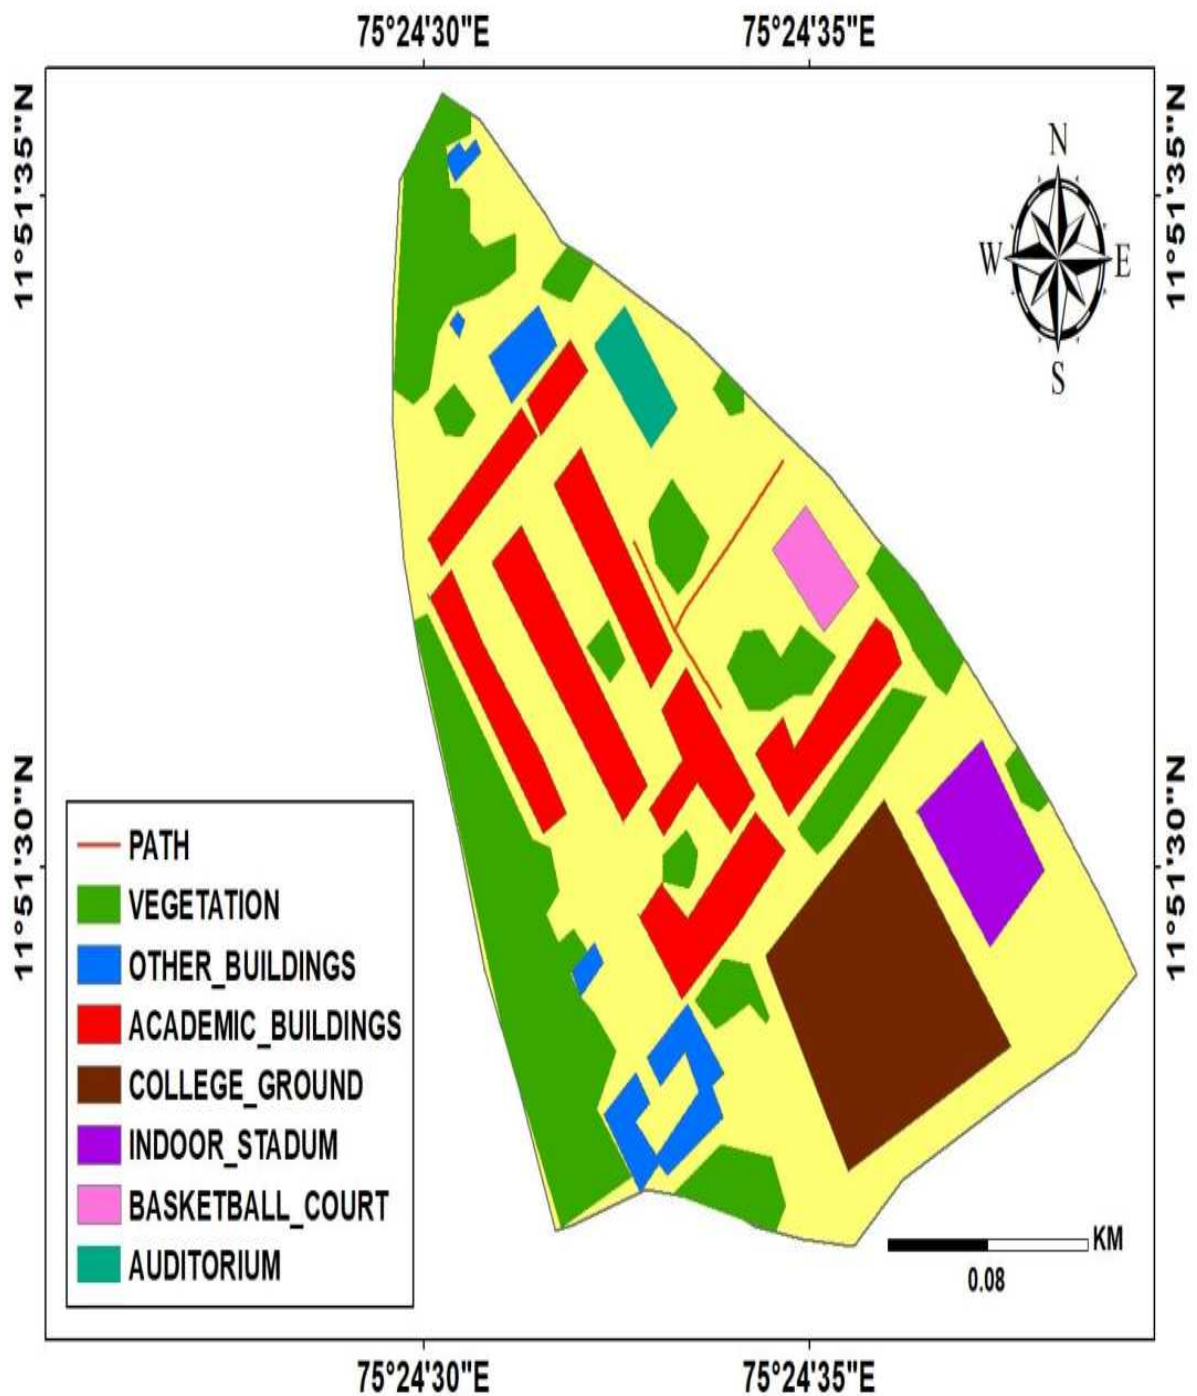 75°24'30"E 75°24'35"E
11°51'35"N 11°51'35"N
N
W E
S
11°51'30"N 11°51'30"N
PATH
VEGETATION
OTHER_BUILDINGS
ACADEMIC_BUILDINGS
COLLEGE_GROUND
INDOOR_STADUM
BASKETBALL_COURT
AUDITORIUM
KM
0.08
75°24'30"E 75°24'35"E